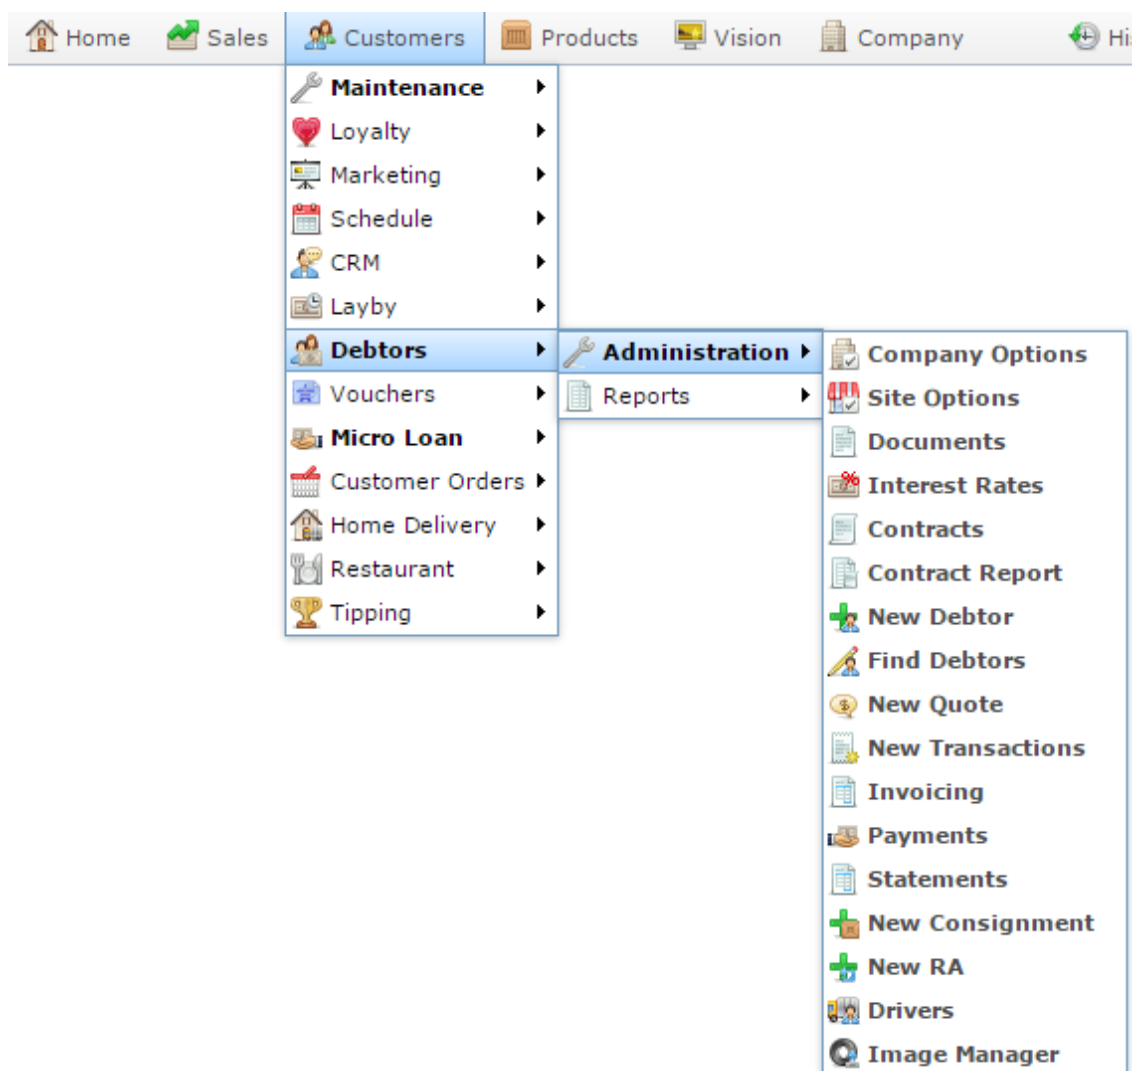 Home Sales Customers Products Vision Company Hi
Maintenance
Loyalty
Marketing
Schedule
CRM
Layby
Debtors
Vouchers
Micro Loan
Customer Orders
Home Delivery
Restaurant
Tipping
Administration
Reports
Company Options
Site Options
Documents
Interest Rates
Contracts
Contract Report
New Debtor
Find Debtors
New Quote
New Transactions
Invoicing
Payments
Statements
New Consignment
New RA
Drivers
Image Manager